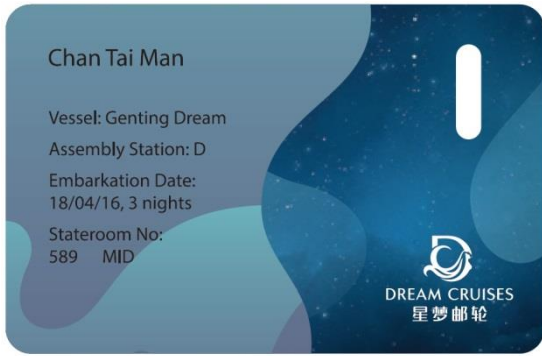 Chan Tai Man
Vessel: Genting Dream
Assembly Station: D
Embarkation Date:
18/04/16, 3 nights
Stateroom No:
589 MID
DREAM CRUISES
星梦邮轮